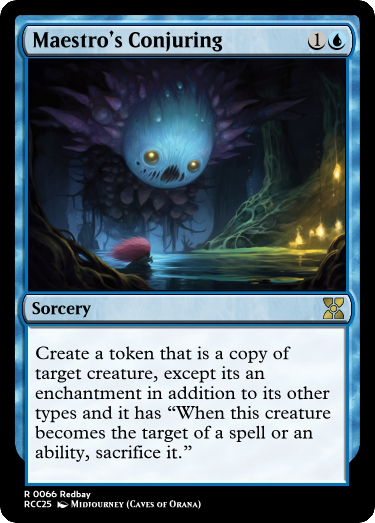 Maestro's Conjuring 1
Sorcery
Create a token that is a copy of
target creature, except its an
enchantment in addition to its other
types and it has “When this creature
becomes the target of a spell or an
ability, sacrifice it.”
R 0066 Redbay
RCC25 Midjourney (Caves of Orana)